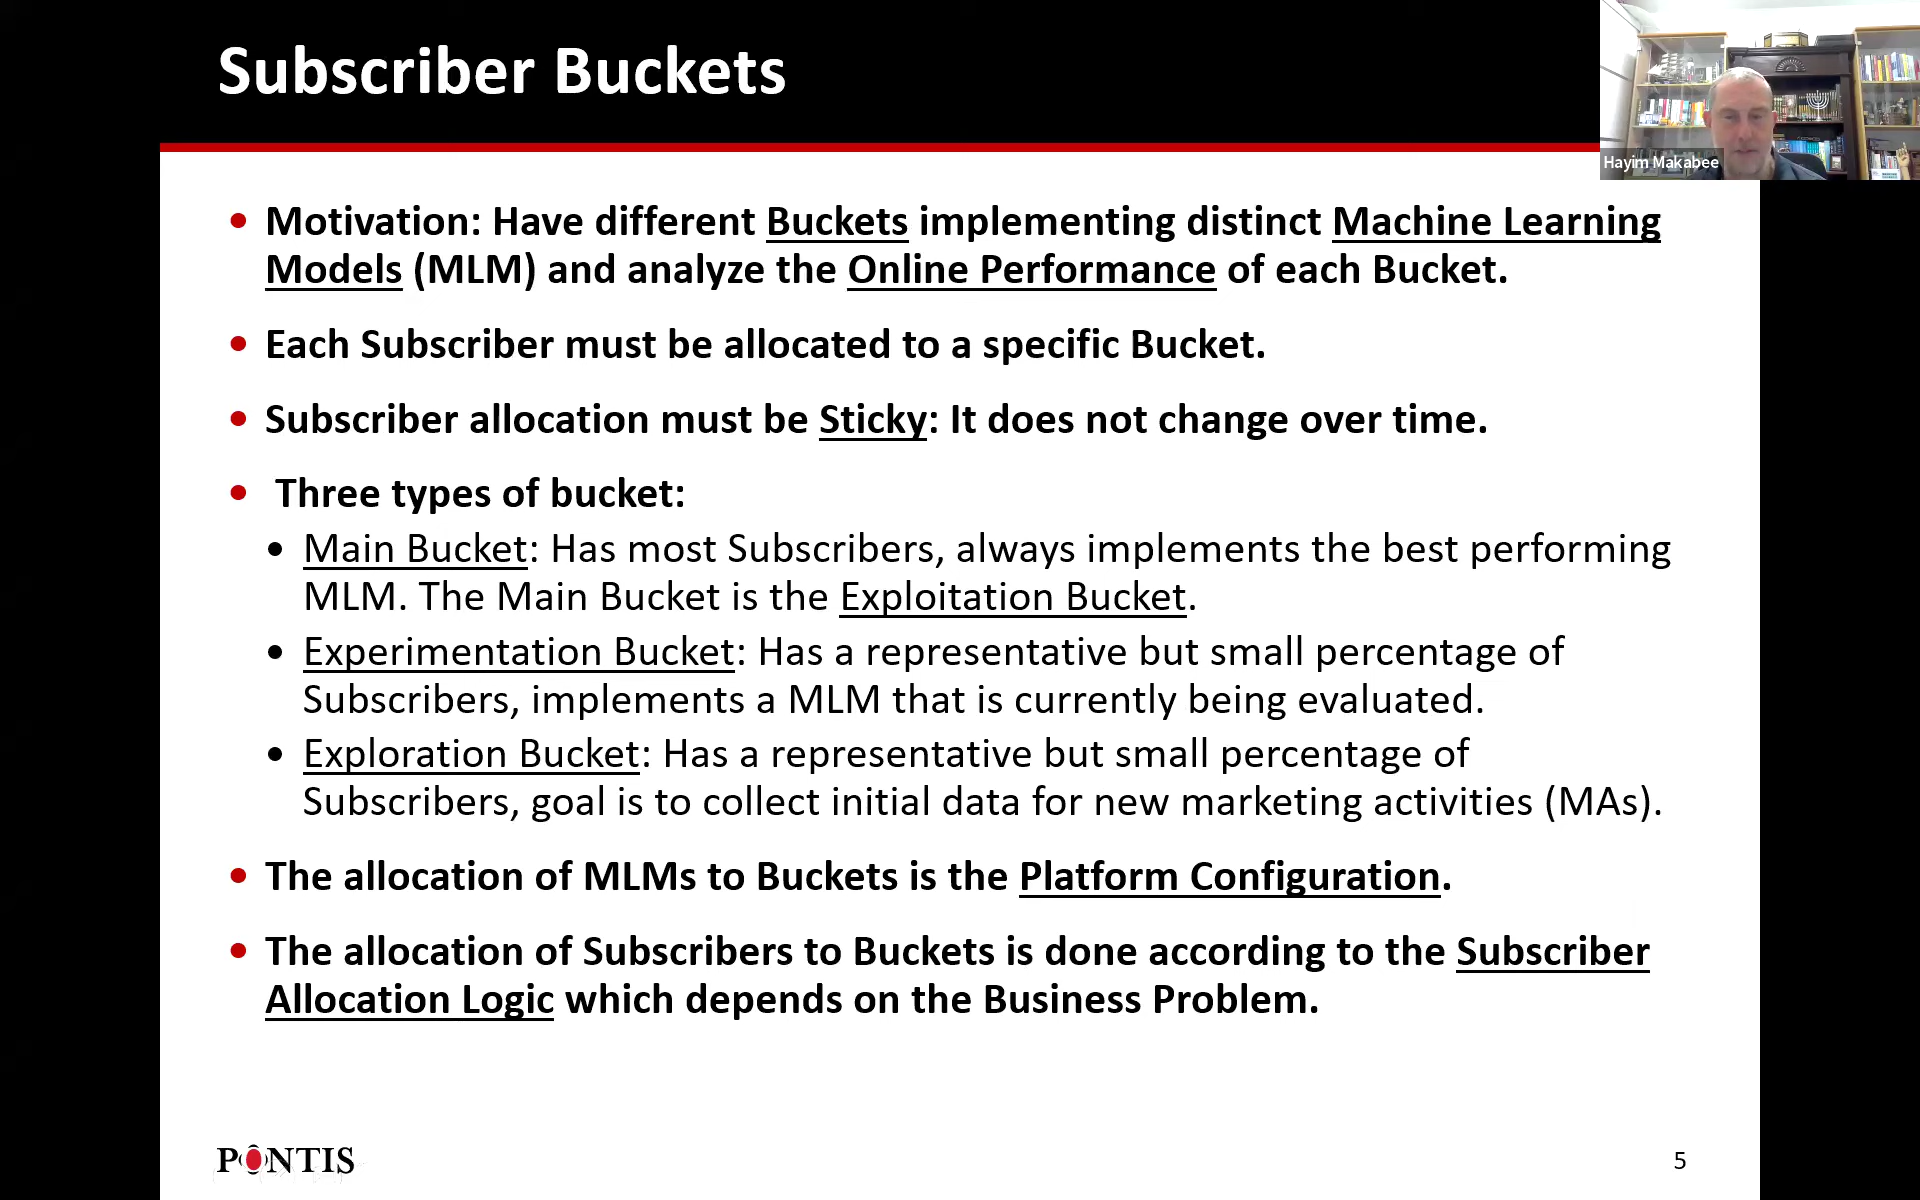 Subscriber Buckets
Hayim Makabee
• Motivation: Have different Buckets implementing distinct Machine Learning
Models (MLM) and analyze the Online Performance of each Bucket.
• Each Subscriber must be allocated to a specific Bucket.
• Subscriber allocation must be Sticky: It does not change over time.
• Three types of bucket:
• Main Bucket: Has most Subscribers, always implements the best performing
MLM. The Main Bucket is the Exploitation Bucket.
• Experimentation Bucket: Has a representative but small percentage of
Subscribers, implements a MLM that is currently being evaluated.
• Exploration Bucket: Has a representative but small percentage of
Subscribers, goal is to collect initial data for new marketing activities (MAs).
• The allocation of MLMs to Buckets is the Platform Configuration.
• The allocation of Subscribers to Buckets is done according to the Subscriber
Allocation Logic which depends on the Business Problem.
PONTIS
5